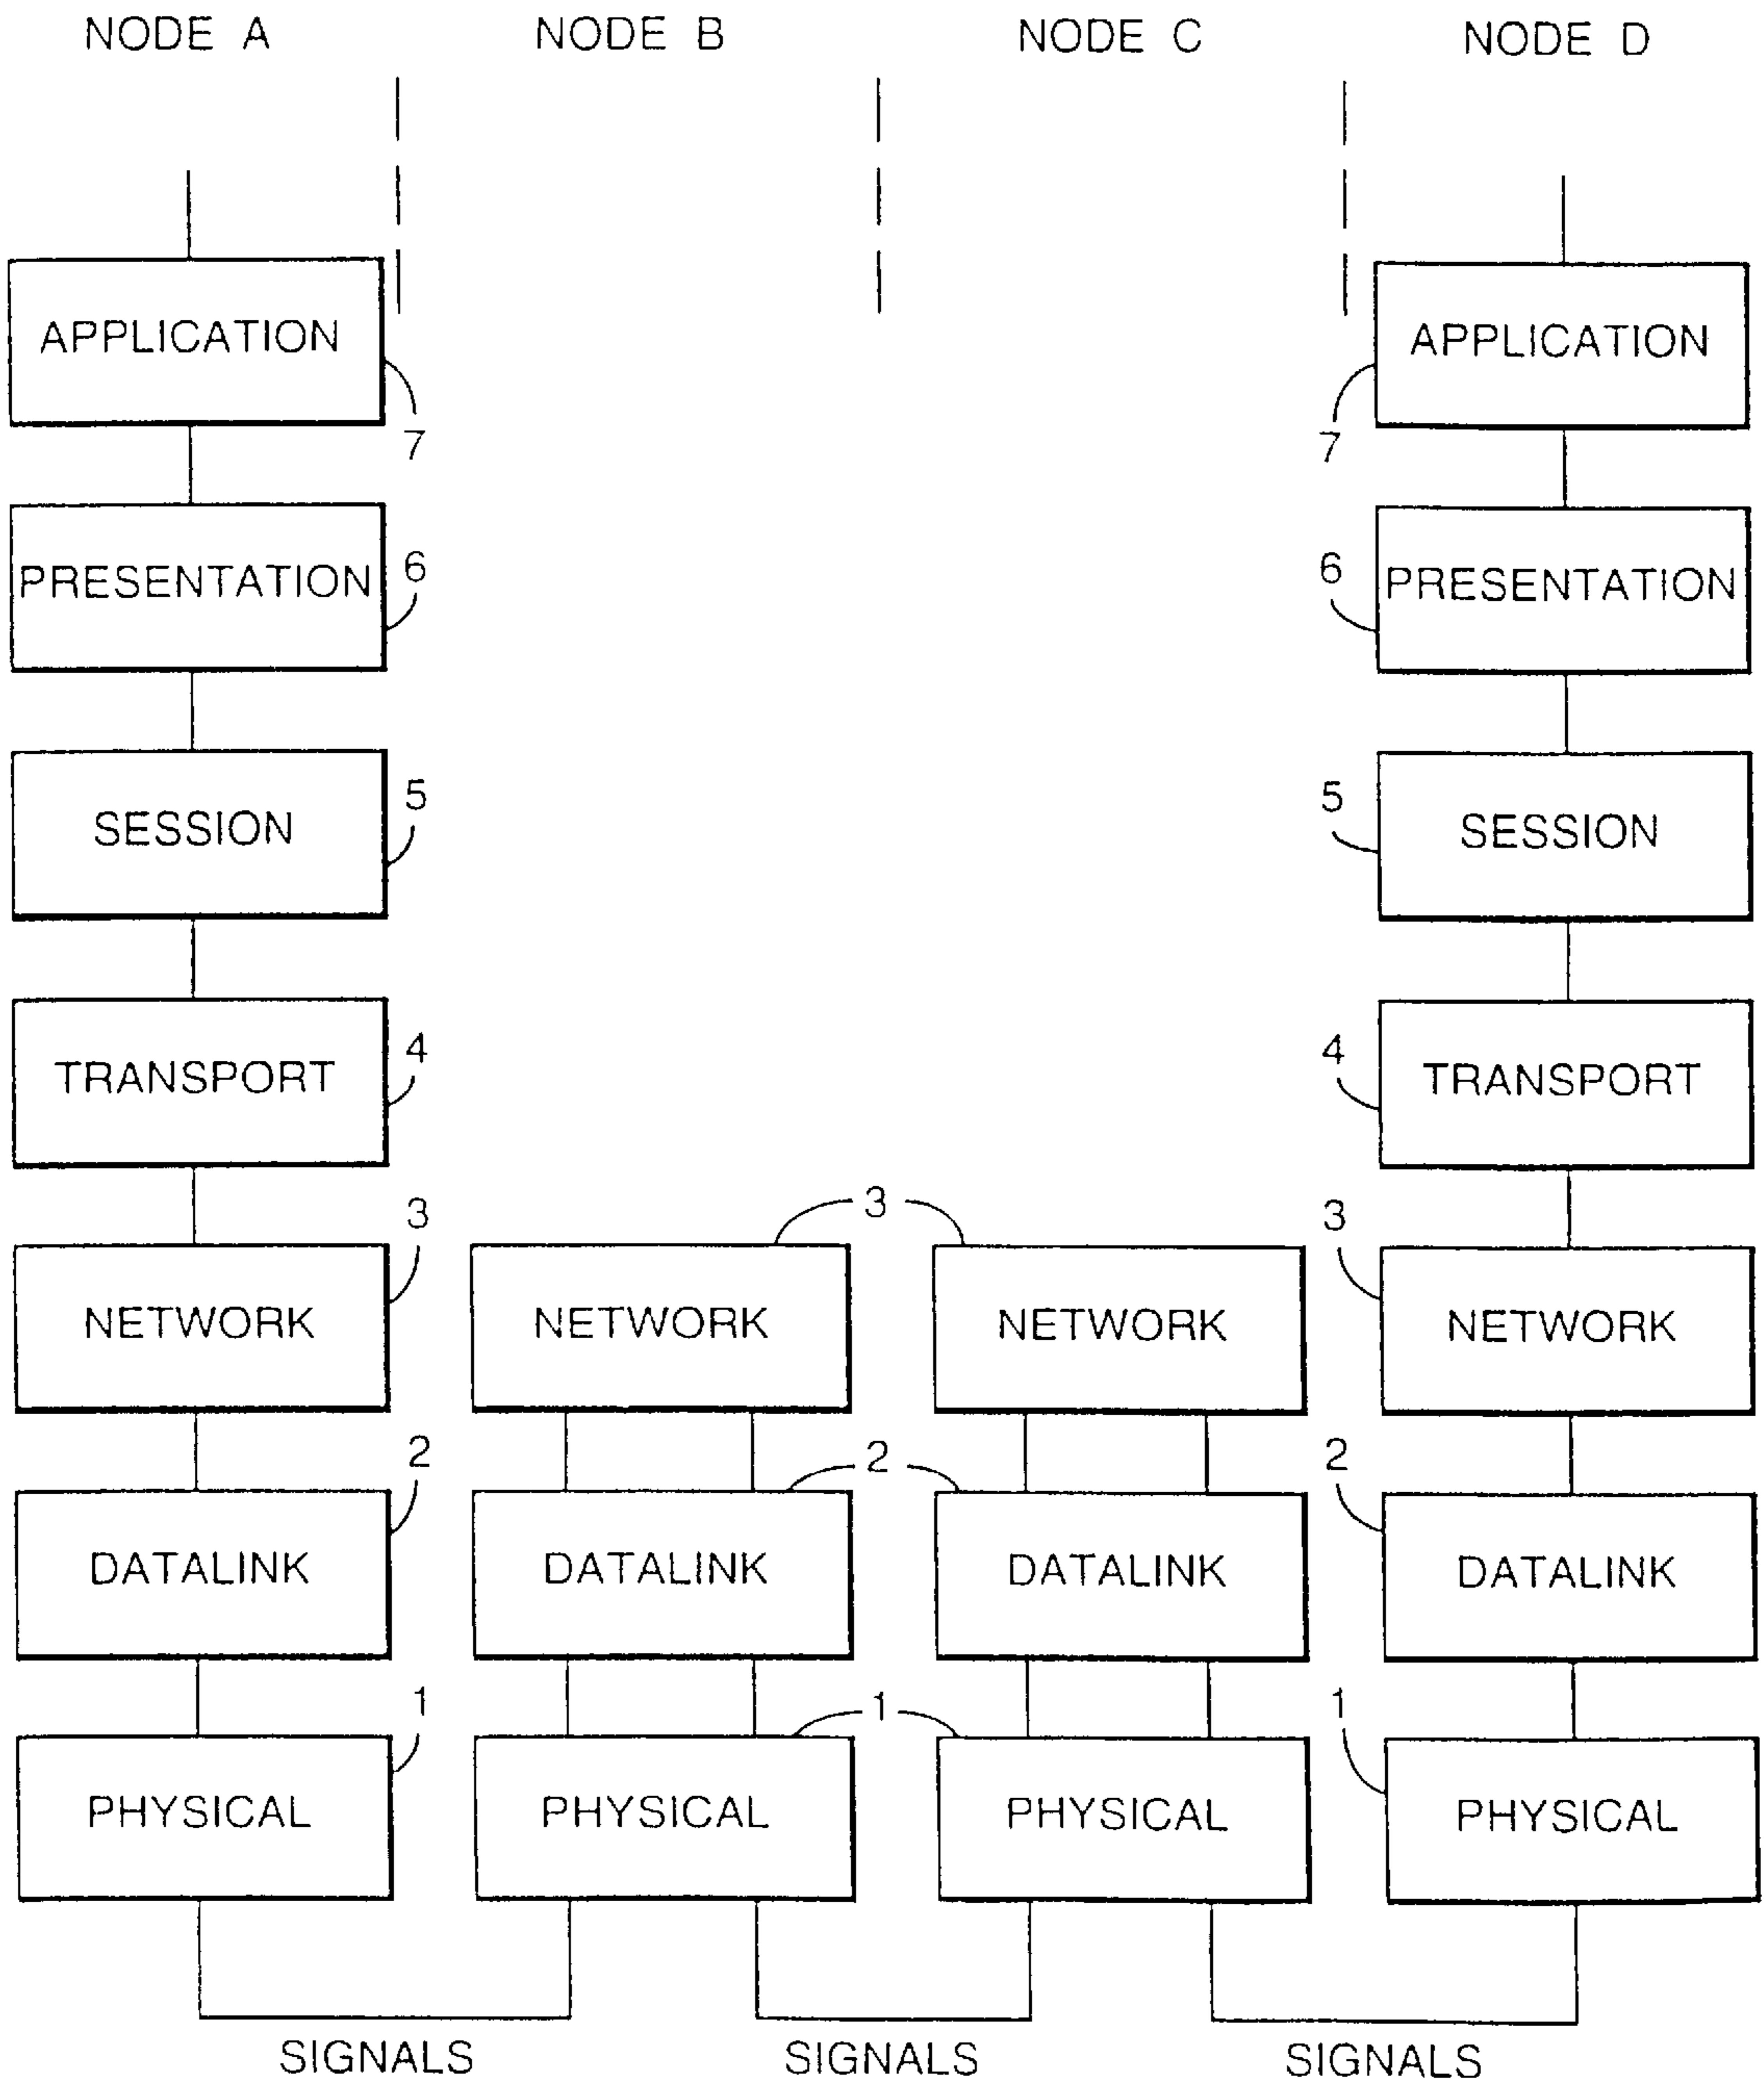 NODE A NODE B NODE C NODE D
APPLICATION APPLICATION
7 7
6 6
PRESENTATION PRESENTATION
5 5
SESSION SESSION
4 4
TRANSPORT TRANSPORT
3 3 3
NETWORK NETWORK NETWORK NETWORK
2 2 2
DATALINK DATALINK DATALINK DATALINK
1 1 1
PHYSICAL PHYSICAL PHYSICAL PHYSICAL
SIGNALS SIGNALS SIGNALS